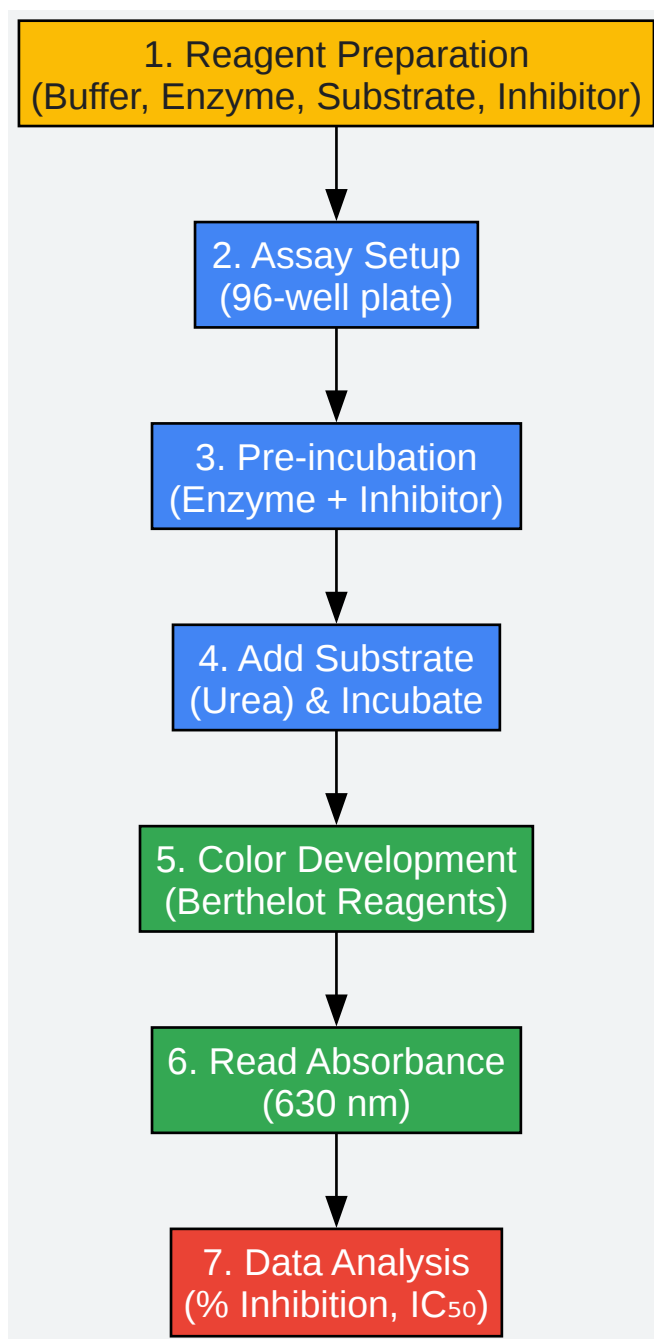 1. Reagent Preparation
(Buffer, Enzyme, Substrate, Inhibitor)
2. Assay Setup
(96-well plate)
3. Pre-incubation
(Enzyme + Inhibitor)
4. Add Substrate
(Urea) & Incubate
5. Color Development
(Berthelot Reagents)
6. Read Absorbance
(630 nm)
7. Data Analysis
(% Inhibition, IC₅₀)